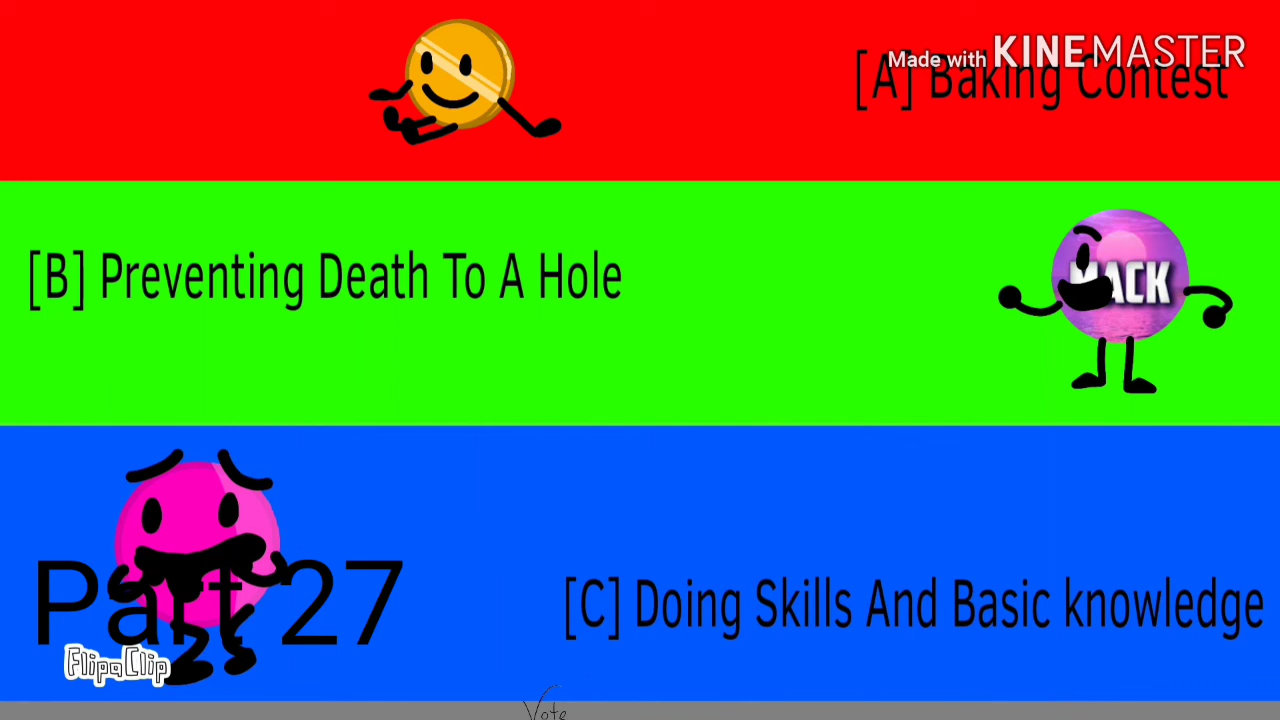 Made with KINEMASTER
[A] Baking Contest
[B] Preventing Death To A Hole
MACK
Part 27
[C] Doing Skills And Basic knowledge
FlipaClip
Vote